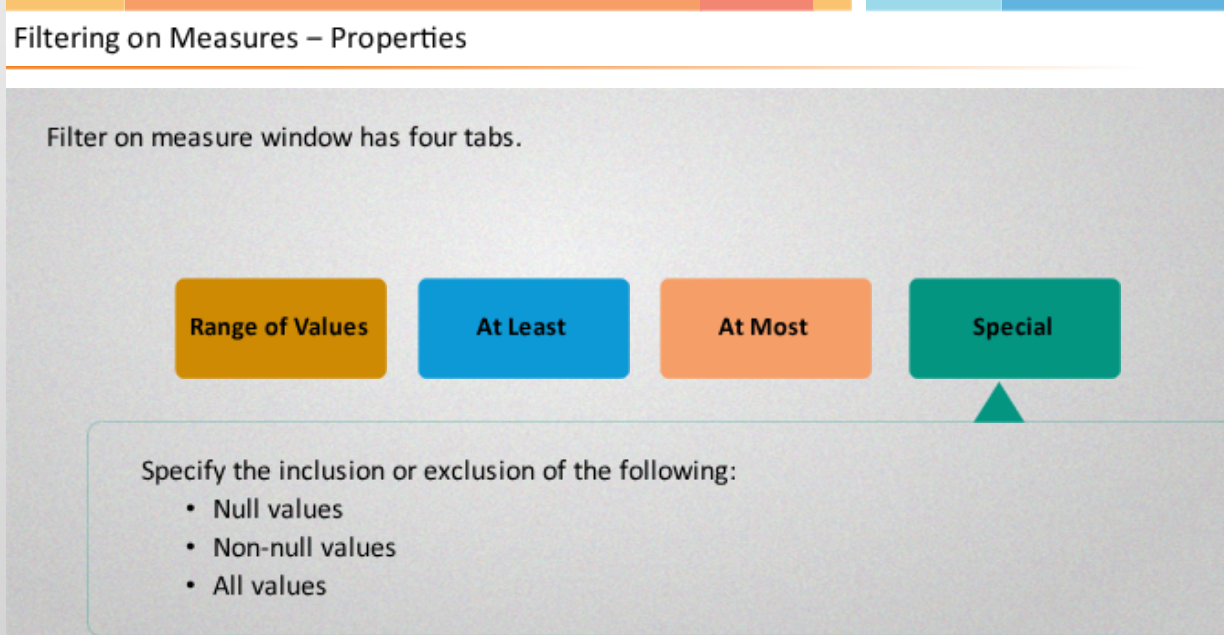 Filtering on Measures – Properties
Filter on measure window has four tabs.
Range of Values
At Least
At Most
Special
Specify the inclusion or exclusion of the following:
• Null values
• Non-null values
• All values